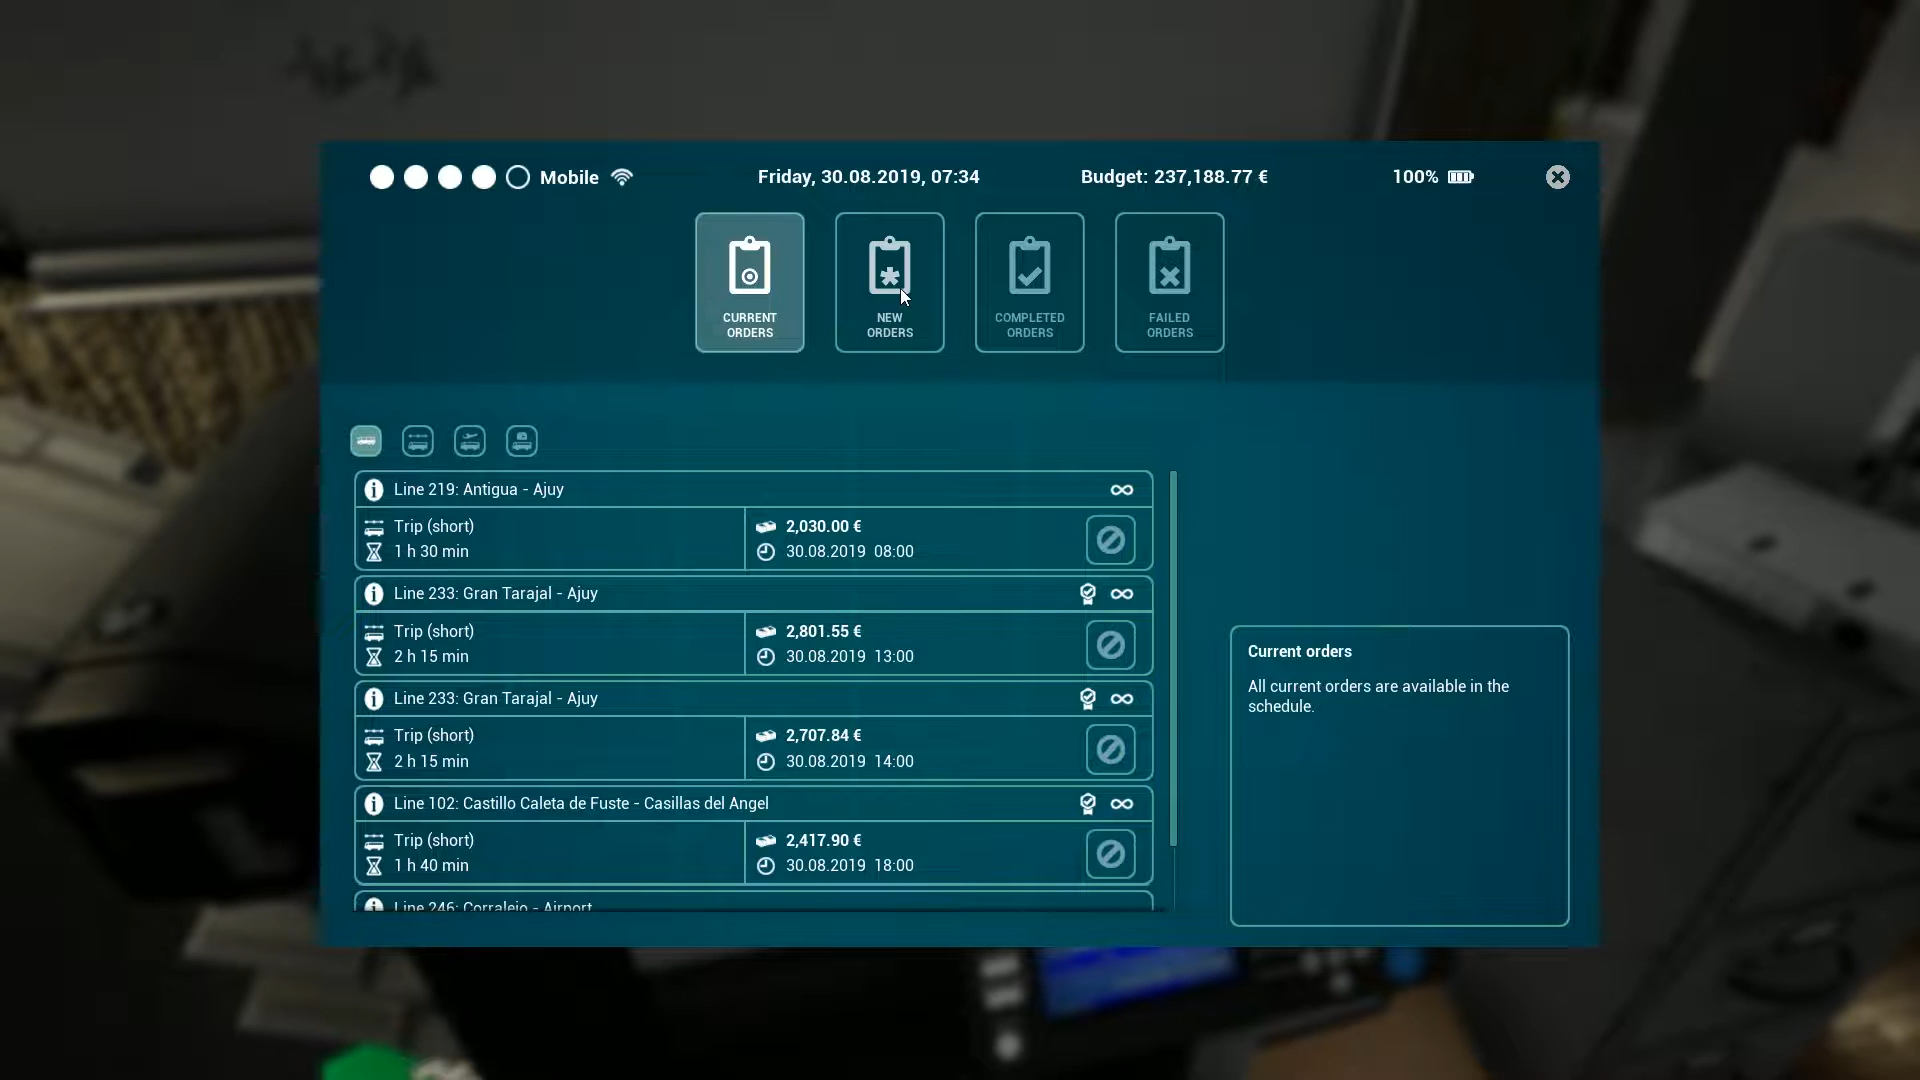 Mobile
Friday, 30.08.2019, 07:34
Budget: 237,188.77 €
100%
CURRENT ORDERS
NEW ORDERS
COMPLETED ORDERS
FAILED ORDERS
Line 219: Antigua - Ajuy
Trip (short)
1 h 30 min
2,030.00 €
30.08.2019 08:00
Line 233: Gran Tarajal - Ajuy
Trip (short)
2 h 15 min
2,801.55 €
30.08.2019 13:00
Line 233: Gran Tarajal - Ajuy
Trip (short)
2 h 15 min
2,707.84 €
30.08.2019 14:00
Line 102: Castillo Caleta de Fuste - Casillas del Angel
Trip (short)
1 h 40 min
2,417.90 €
30.08.2019 18:00
Line 246: Corralejo - Airport
Current orders
All current orders are available in the
schedule.